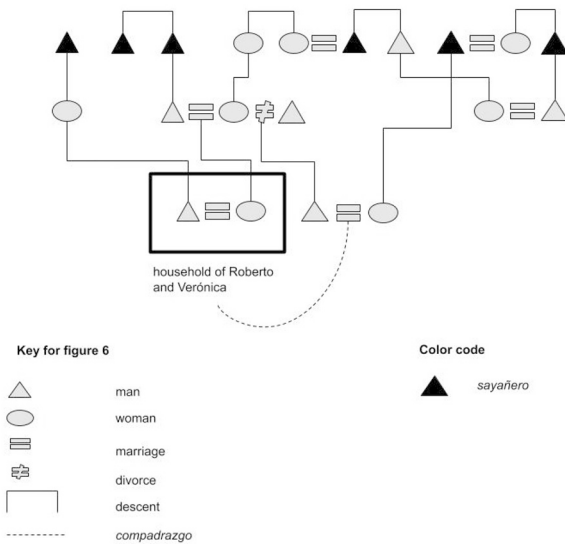 household of Roberto
and Verónica
Key for figure 6
Color code
man
sayañero
woman
marriage
divorce
descent
compadrazgo